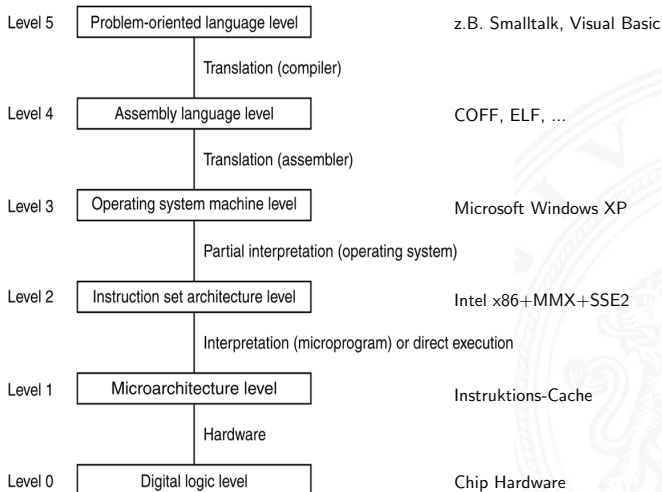 Level 5 Problem-oriented language level z.B. Smalltalk, Visual Basic
Translation (compiler)
Level 4 Assembly language level COFF, ELF, ...
Translation (assembler)
Level 3 Operating system machine level Microsoft Windows XP
Partial interpretation (operating system)
Level 2 Instruction set architecture level Intel x86+MMX+SSE2
Interpretation (microprogram) or direct execution
Level 1 Microarchitecture level Instruktions-Cache
Hardware
Level 0 Digital logic level Chip Hardware